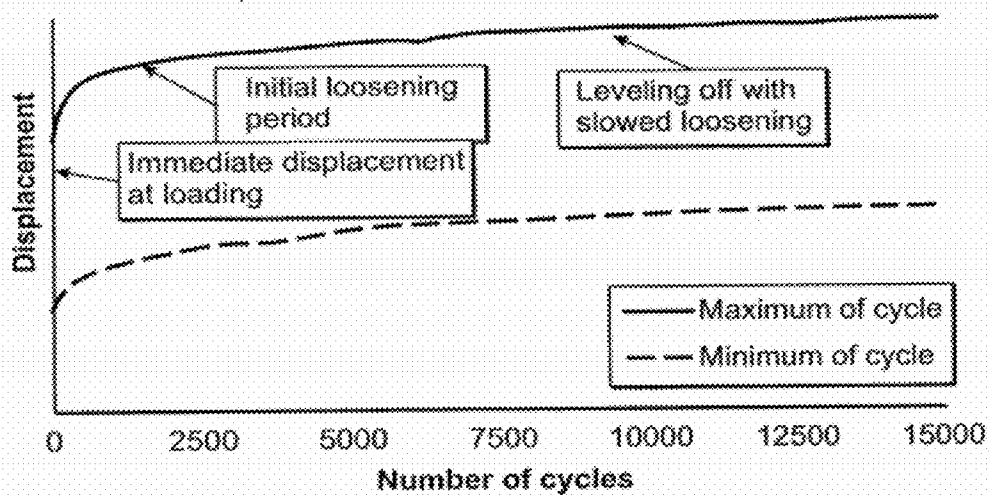 Initial loosening
period
Leveling off with
slowed loosening
Immediate displacement
at loading
Displacement
Maximum of cycle
Minimum of cycle
0 2500 5000 7500 10000 12500 15000
Number of cycles